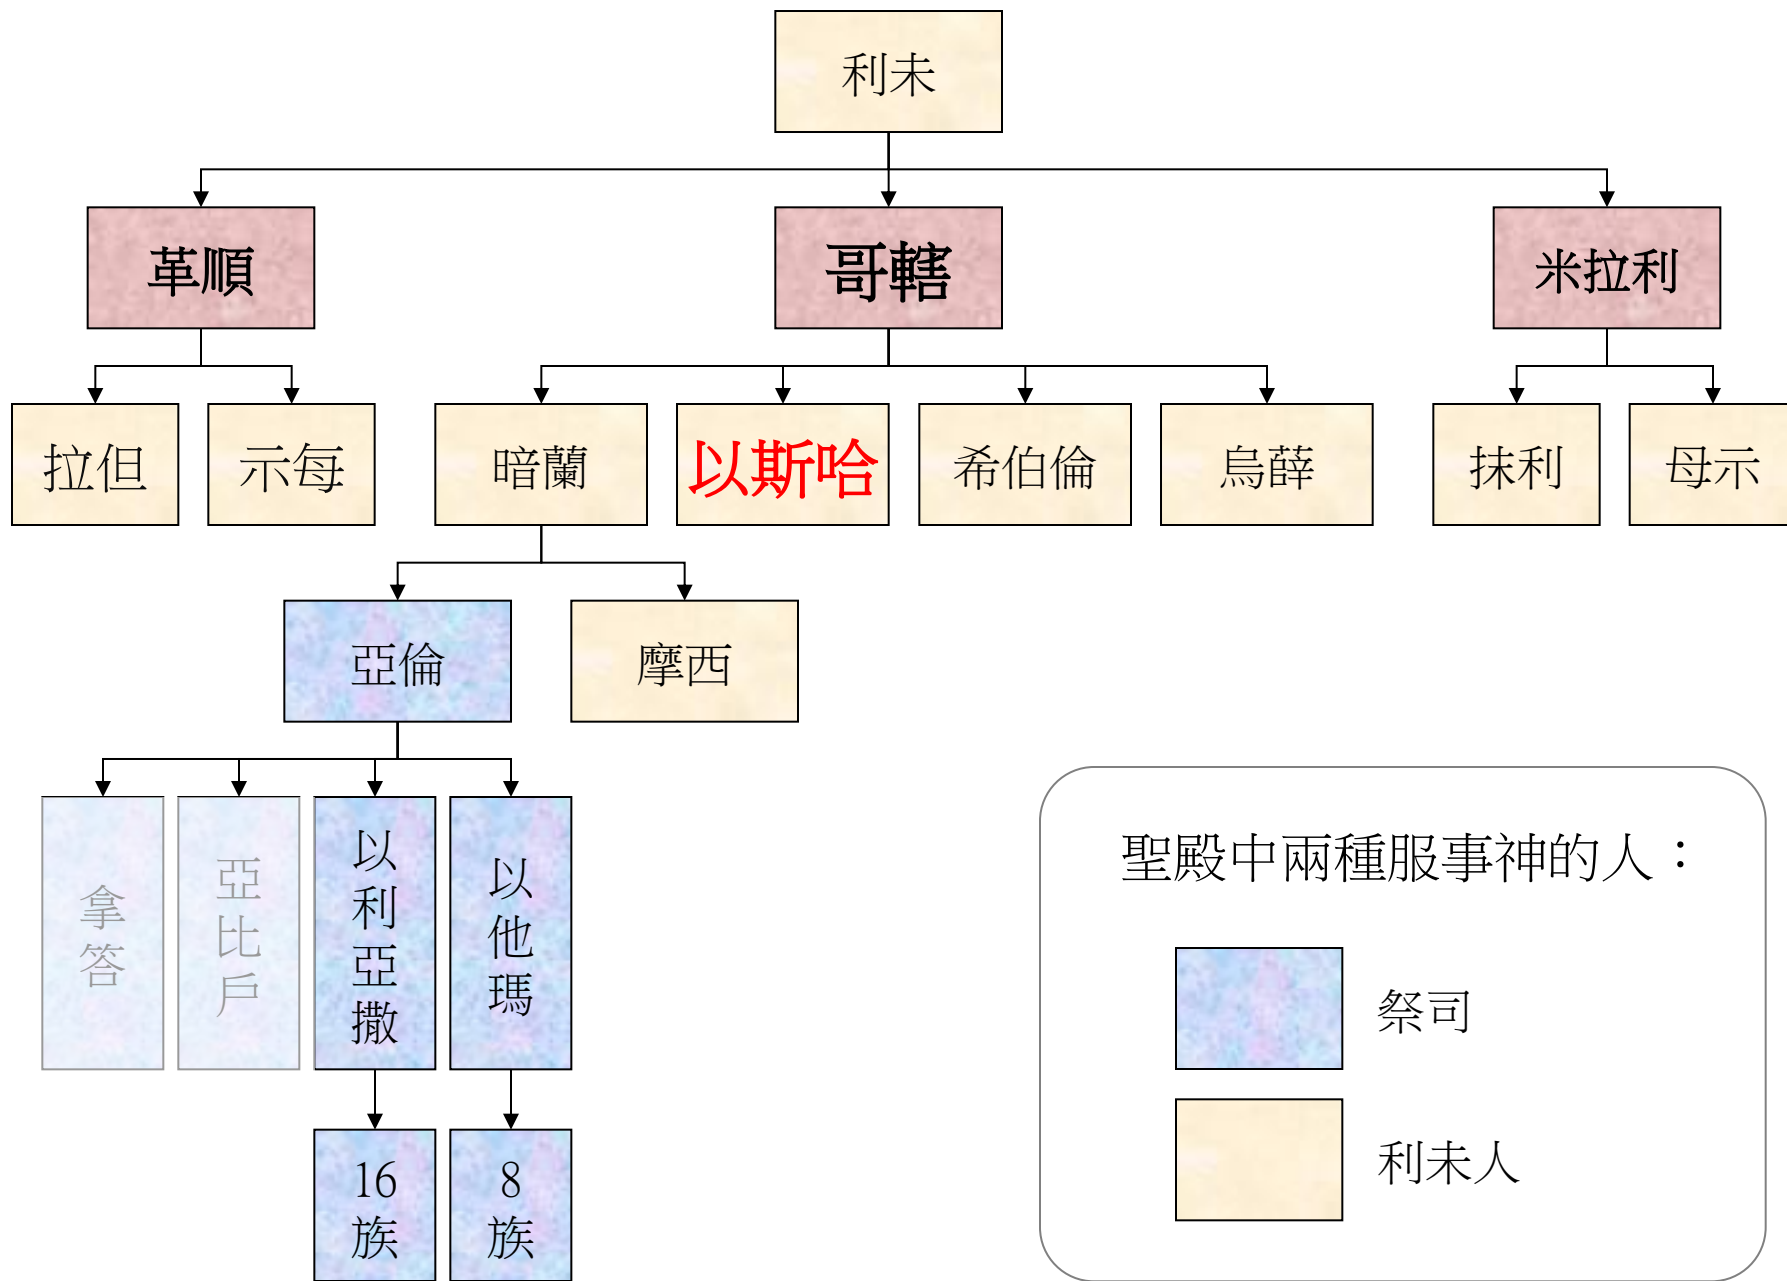 利未
革順
哥轄
米拉利
拉但
示每
暗蘭
以斯哈
希伯倫
烏薛
抹利
母示
亞倫
摩西
拿答
亞比戶
以利亞撒
以他瑪
16
族
8
族
聖殿中兩種服事神的人：
祭司
利未人